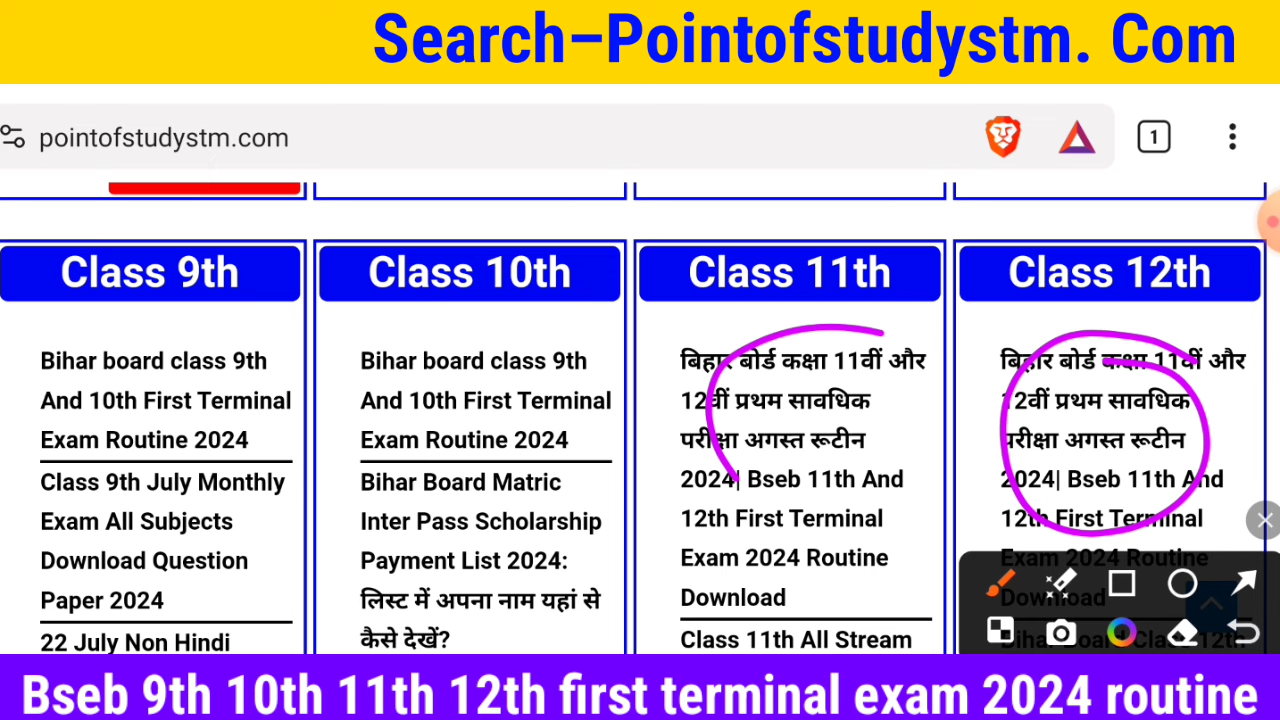 Search–Pointofstudystm. Com
pointofstudystm.com
1
Class 9th
Bihar board class 9th
And 10th First Terminal
Exam Routine 2024
Class 9th July Monthly
Exam All Subjects
Download Question
Paper 2024
22 July Non Hindi
Class 10th
Bihar board class 9th
And 10th First Terminal
Exam Routine 2024
Bihar Board Matric
Inter Pass Scholarship
Payment List 2024:
लिस्ट में अपना नाम यहां से
कैसे देखें?
Class 11th
बिहार बोर्ड कक्षा 11वीं और
12वीं प्रथम सावधिक
परीक्षा अगस्त रूटीन
2024| Bseb 11th And
12th First Terminal
Exam 2024 Routine
Download
Class 11th All Stream
Class 12th
बिहार बोर्ड कक्षा 11वीं और
12वीं प्रथम सावधिक
परीक्षा अगस्त रूटीन
2024| Bseb 11th And
12th First Terminal
Exam 2024 Routine
Download
Bihar Board Class 12th
Bseb 9th 10th 11th 12th first terminal exam 2024 routine